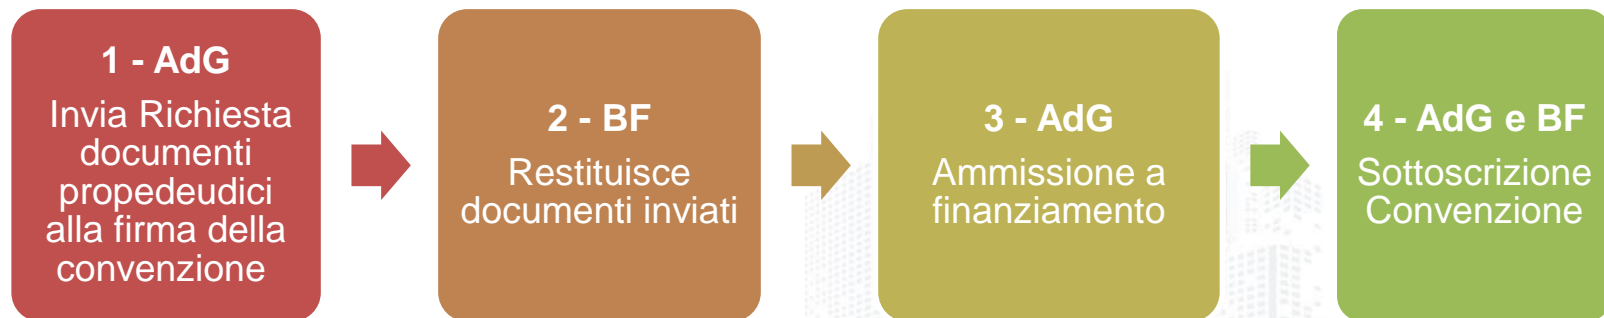 1 - AdG
Invia Richiesta
documenti
propedeudici
alla firma della
convenzione
2 - BF
Restituisce
documenti inviati
3 - AdG
Ammissione a
finanziamento
4 - AdG e BF
Sottoscrizione
Convenzione